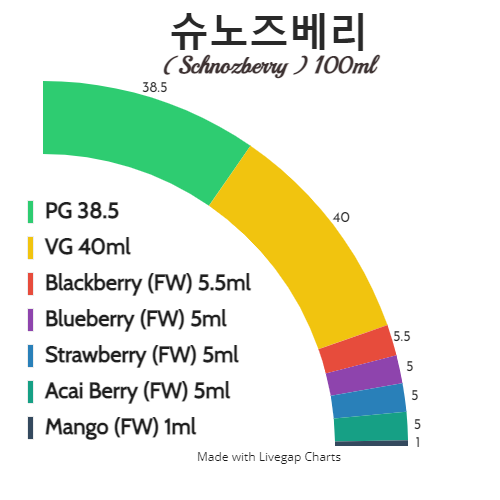 슈노즈베리
( Schnozberry ) 100ml
38.5
PG 38.5
40
VG 40ml
Blackberry (FW) 5.5ml
Blueberry (FW) 5ml
5.5
Strawberry (FW) 5ml
5
Acai Berry (FW) 5ml
5
Mango (FW) 1ml
5
1
Made with Livegap Charts